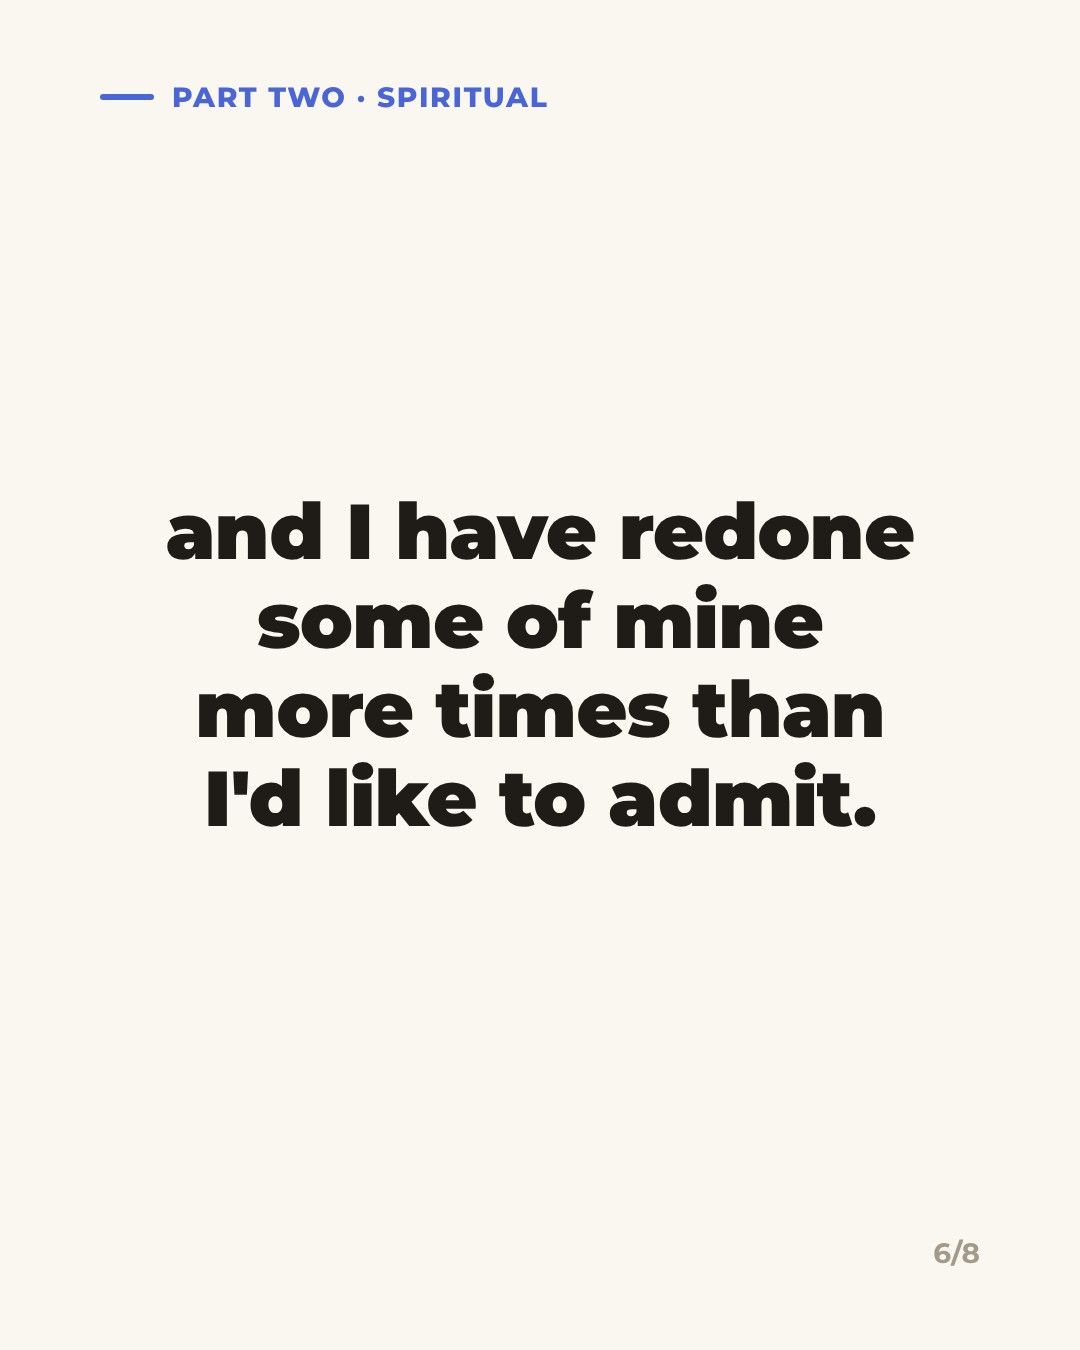 PART TWO · SPIRITUAL
and I have redone
some of mine
more times than
I'd like to admit.
6/8